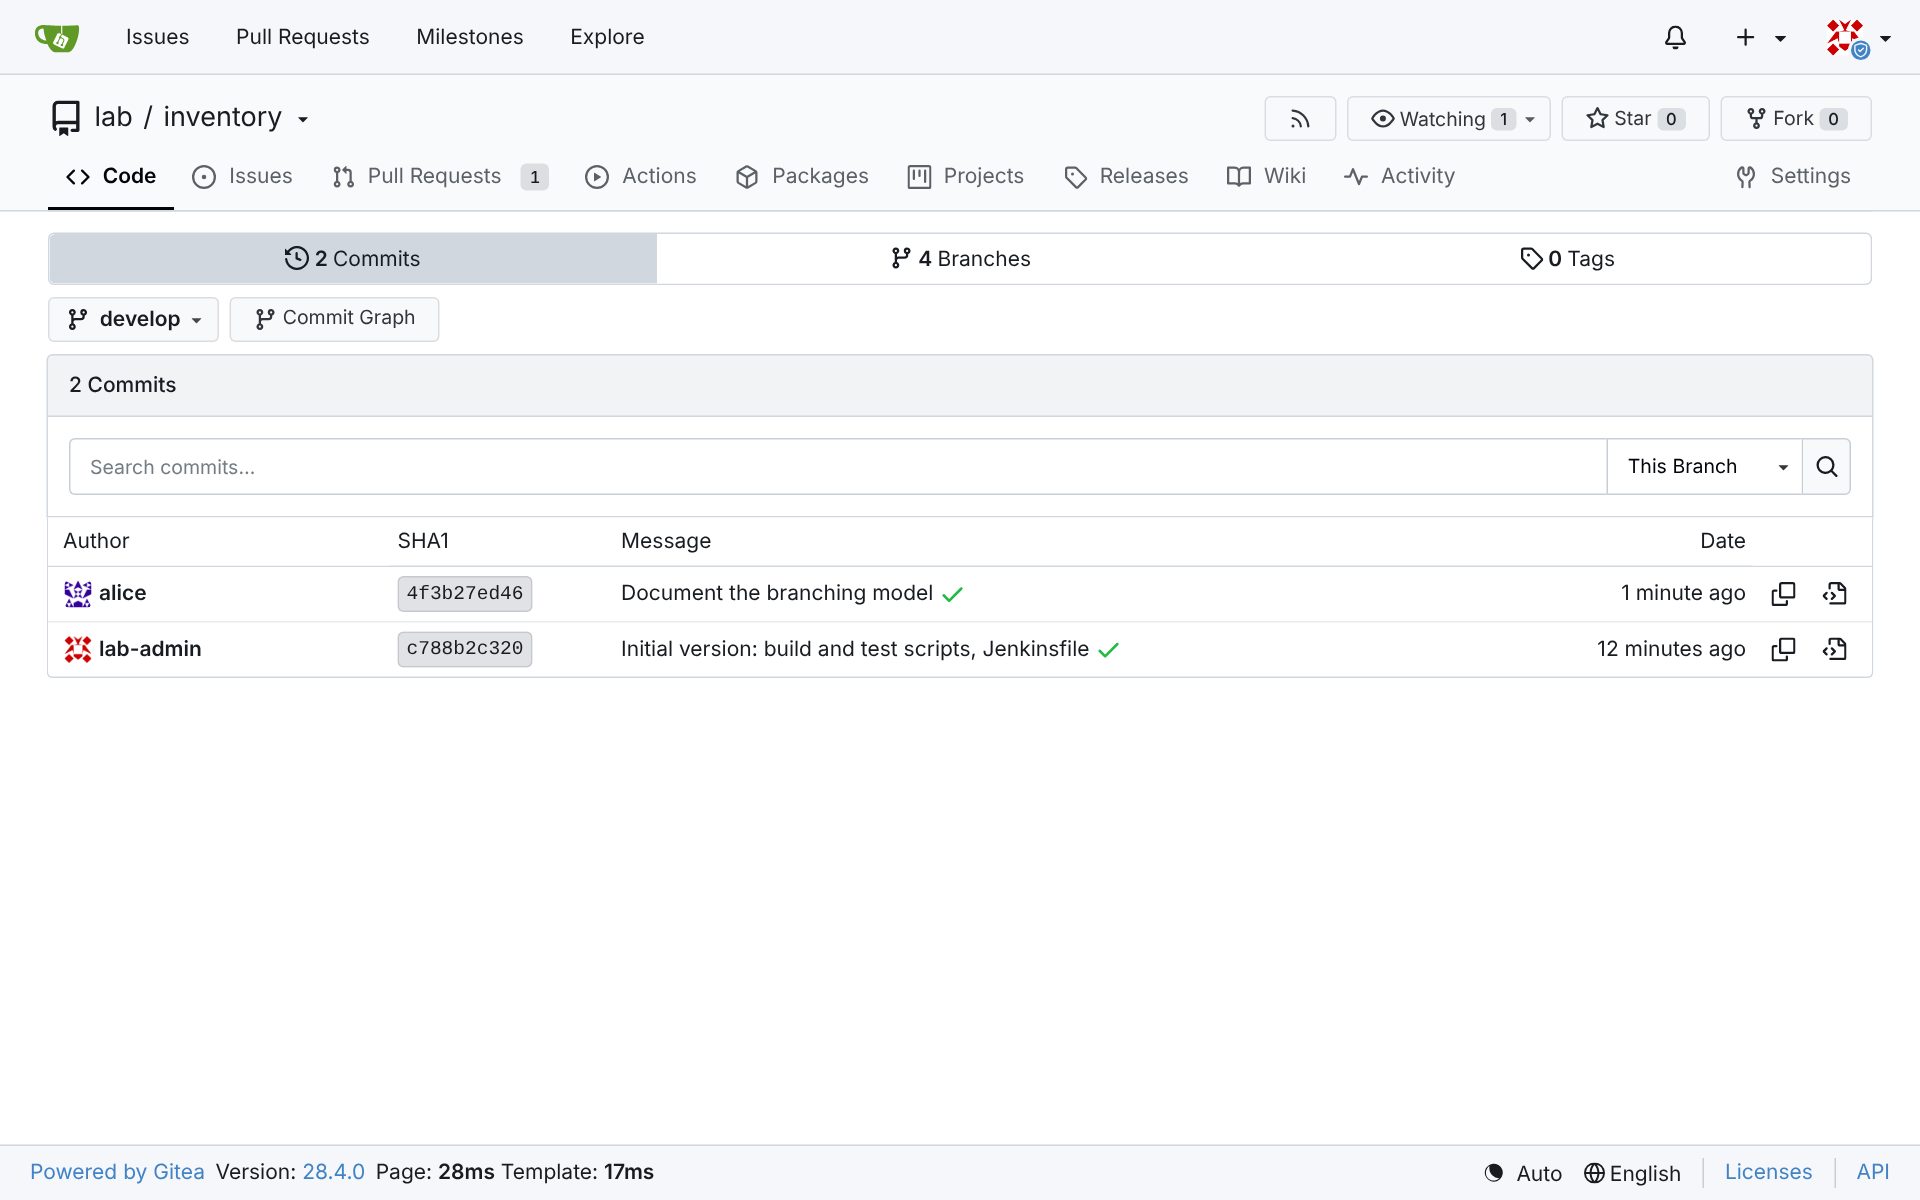 Issues Pull Requests Milestones Explore
lab / inventory
Watching 1 Star 0 Fork 0
Code Issues Pull Requests 1 Actions Packages Projects Releases Wiki Activity Settings
2 Commits 4 Branches 0 Tags
develop Commit Graph
2 Commits
Search commits... This Branch
Author SHA1 Message Date
alice 4f3b27ed46 Document the branching model 1 minute ago
lab-admin c788b2c320 Initial version: build and test scripts, Jenkinsfile 12 minutes ago
Powered by Gitea Version: 28.4.0 Page: 28ms Template: 17ms Auto English Licenses API